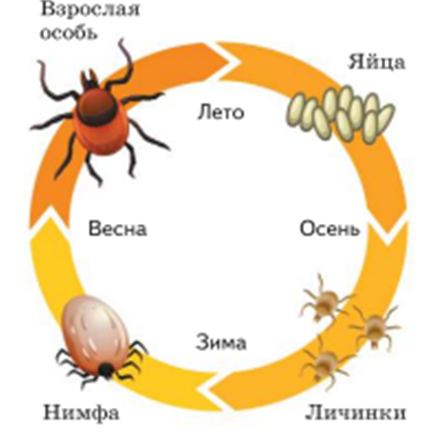 Взрослая
особь
Яйца
Лето
Весна
Осень
Зима
Нимфа
Личинки